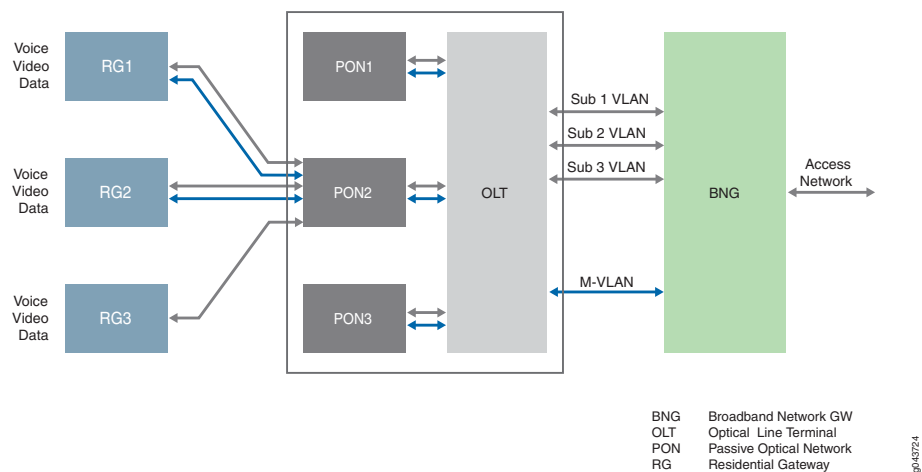 Voice
Video
Data
RG1
PON1
Sub 1 VLAN
Sub 2 VLAN
Sub 3 VLAN
Voice
Video
Data
RG2
PON2
OLT
BNG
Access
Network
M-VLAN
Voice
Video
Data
RG3
PON3
BNG Broadband Network GW
OLT Optical Line Terminal
PON Passive Optical Network
RG Residential Gateway
g043724